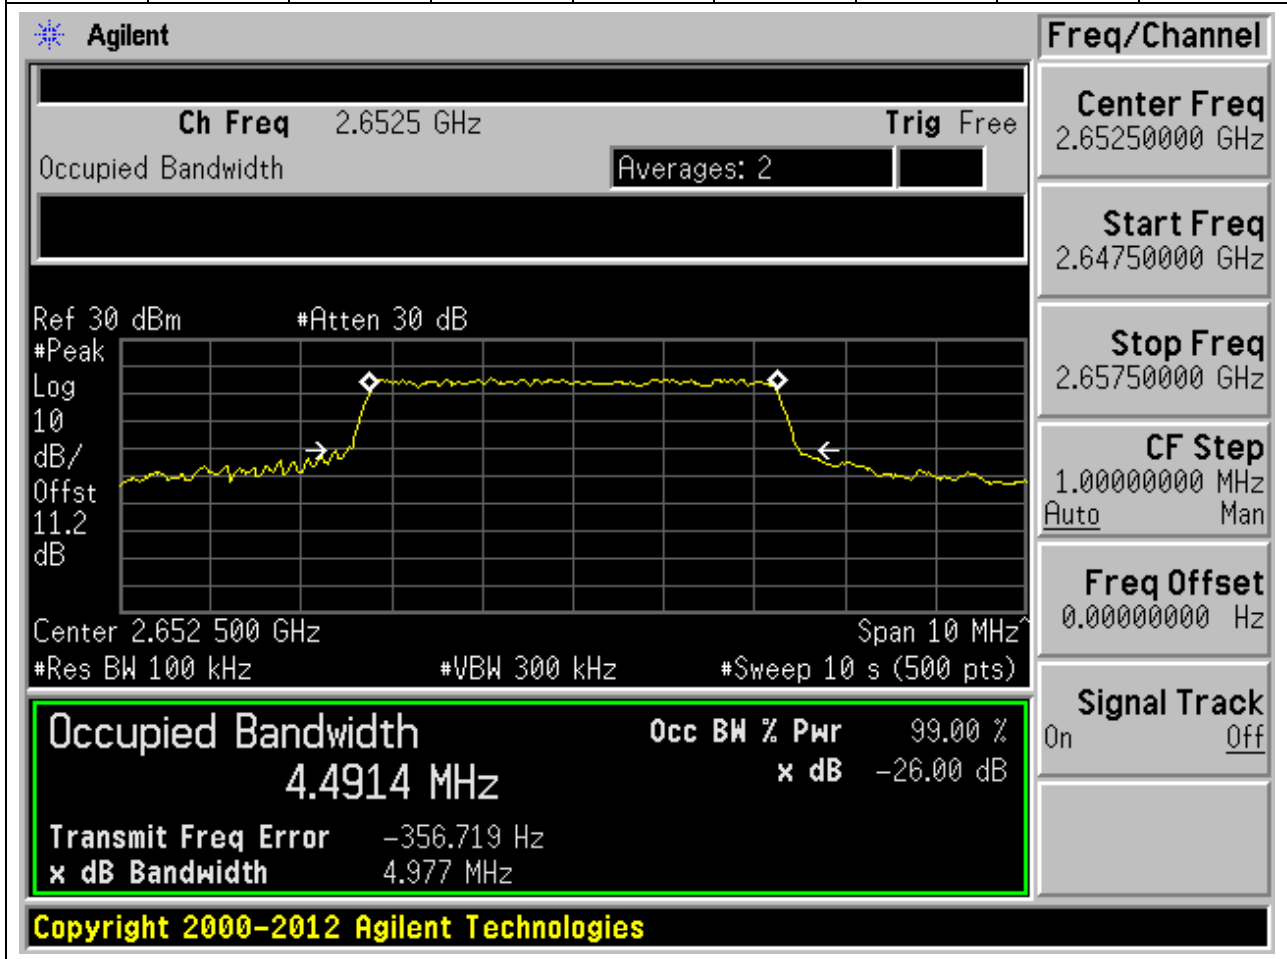 Agilent
Freq/Channel
Ch Freq 2.6525 GHz Trig Free
Occupied Bandwidth Averages: 2
Center Freq
2.65250000 GHz
Start Freq
2.64750000 GHz
Stop Freq
2.65750000 GHz
CF Step
1.00000000 MHz
Auto Man
Freq Offset
0.00000000 Hz
Signal Track
On Off
Ref 30 dBm #Atten 30 dB
#Peak
Log
10
dB/
Offst
11.2
dB
Center 2.652 500 GHz Span 10 MHz^
#Res BW 100 kHz #VBW 300 kHz #Sweep 10 s (500 pts)
Occupied Bandwidth Occ BW % Pwr 99.00 %
4.4914 MHz x dB -26.00 dB
Transmit Freq Error -356.719 Hz
x dB Bandwidth 4.977 MHz
Copyright 2000-2012 Agilent Technologies